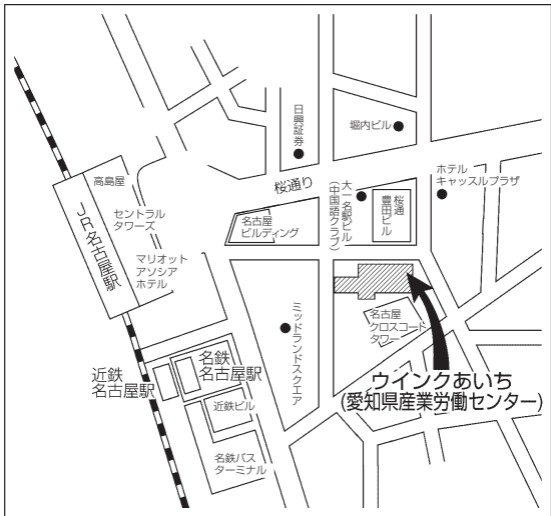 日興証券
堀内ビル
ホテル
キャッスルプラザ
高島屋
桜通り
大一名駅ビル
(中国語クラブ)
桜通
豊田ビル
セントラル
タワーズ
名古屋
ビルディング
JR名古屋駅
マリオット
アソシア
ホテル
ミッドランドスクエア
名古屋
クロスコート
タワー
名鉄
名古屋駅
近鉄
名古屋駅
ウインクあいち
(愛知県産業労働センター)
近鉄ビル
名鉄バス
ターミナル